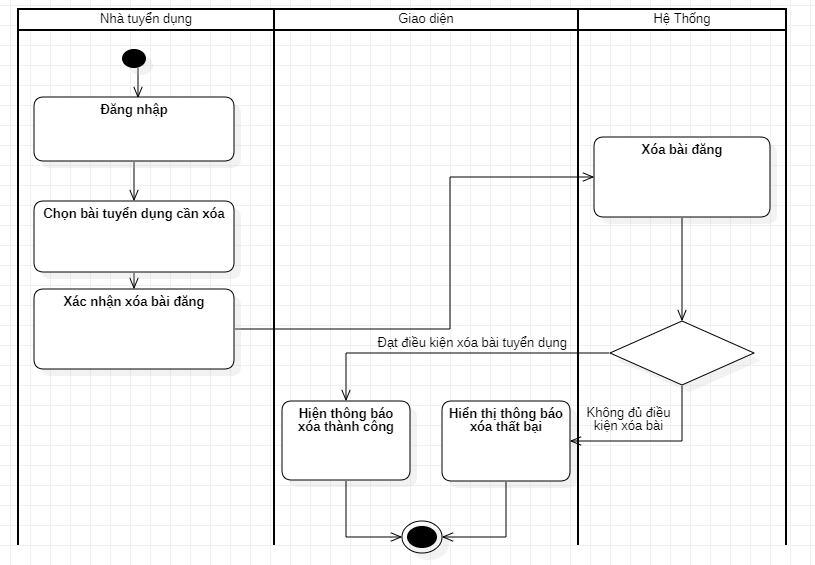 Nhà tuyển dụng
Giao diện
Hệ Thống
Đăng nhập
Xóa bài đăng
Chọn bài tuyển dụng cần xóa
Xác nhận xóa bài đăng
Đạt điều kiện xóa bài tuyển dụng
Hiện thông báo
xóa thành công
Hiển thị thông báo
xóa thất bại
Không đủ điều
kiện xóa bài